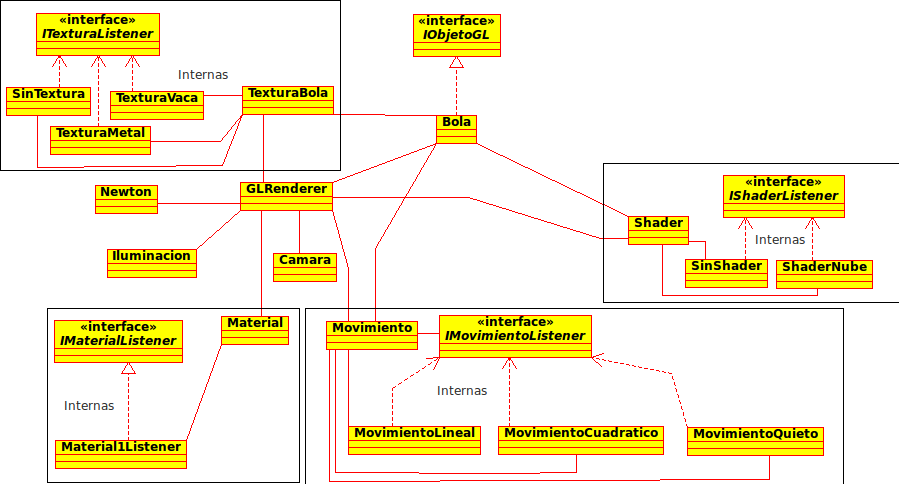 «interface»
ITexturaListener
Internas
SinTextura
TexturaVaca
TexturaBola
TexturaMetal
«interface»
IObjetoGL
Bola
Newton
GLRenderer
Iluminacion
Camara
«interface»
IShaderListener
Shader
Internas
SinShader
ShaderNube
«interface»
IMaterialListener
Material
Internas
Material1Listener
Movimiento
«interface»
IMovimientoListener
Internas
MovimientoLineal
MovimientoCuadratico
MovimientoQuieto